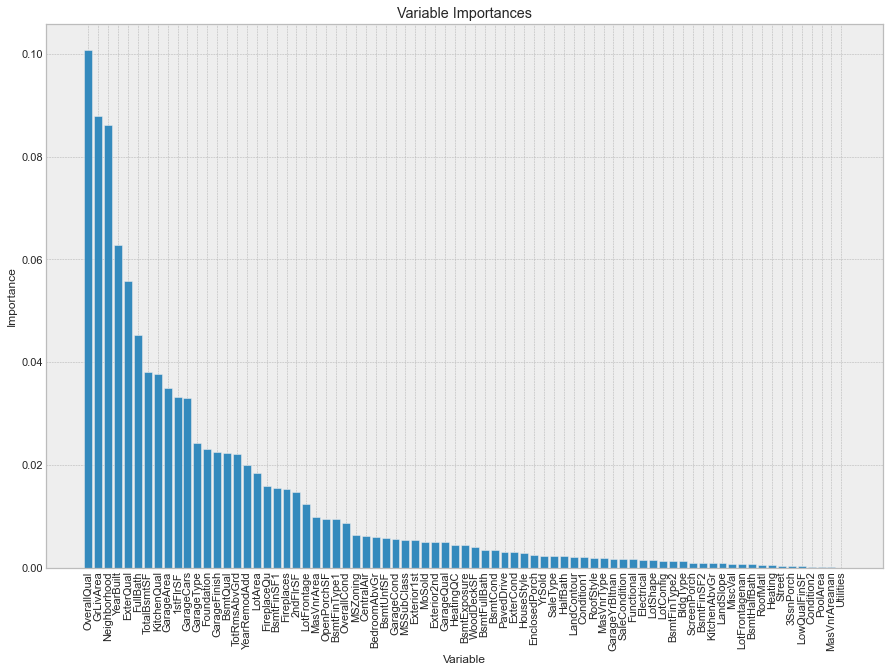 Variable Importances
0.10
0.08
0.06
0.04
0.02
0.00
Importance
OverallQual
GrLivArea
Neighborhood
YearBuilt
ExterQual
FullBath
TotalBsmtSF
KitchenQual
GarageArea
1stFlrSF
GarageCars
GarageType
Foundation
GarageFinish
BsmtQual
TotRmsAbvGrd
YearRemodAdd
LotArea
FireplaceQu
BsmtFinSF1
Fireplaces
2ndFlrSF
LotFrontage
MasVnrArea
OpenPorchSF
BsmtFinType1
OverallCond
MSZoning
CentralAir
BedroomAbvGr
BsmtUnfSF
GarageCond
MSSubClass
Exterior1st
MoSold
Exterior2nd
GarageQual
HeatingQC
BsmtExposure
WoodDeckSF
BsmtFullBath
BsmtCond
PavedDrive
ExterCond
HouseStyle
EnclosedPorch
YrSold
SaleType
HalfBath
LandContour
Condition1
RoofStyle
MasVnrType
GarageYrBltnan
SaleCondition
Functional
Electrical
LotShape
LotConfig
BsmtFinType2
BldgType
ScreenPorch
BsmtFinSF2
KitchenAbvGr
LandSlope
MiscVal
LotFrontagenan
BsmtHalfBath
RoofMatl
Heating
Street
3SsnPorch
LowQualFinSF
Condition2
PoolArea
MasVnrAreanan
Utilities
Variable